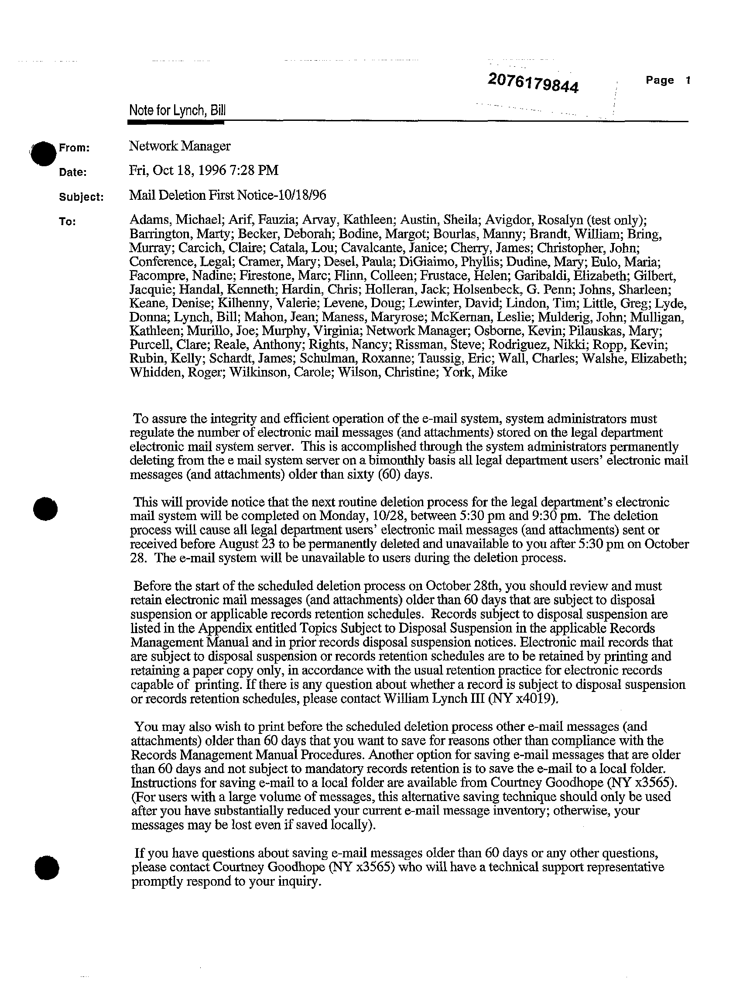 2076179844
Page 1
Note for Lynch, Bill
From: Network Manager
Date: Fri, Oct 18, 1996 7:28 PM
Subject: Mail Deletion First Notice-10/18/96
To: Adams, Michael; Arif, Fauzia; Arvay, Kathleen; Austin, Sheila; Avigdor, Rosalyn (test only);
Barrington, Marty; Becker, Deborah; Bodine, Margot; Bourlas, Manny; Brandt, William; Bring,
Murray; Carcich, Claire; Catala, Lou; Cavalcante, Janice; Cherry, James; Christopher, John;
Conference, Legal; Cramer, Mary; Desel, Paula; DiGiaimo, Phyllis; Dudine, Mary; Eulo, Maria;
Facompre, Nadine; Firestone, Marc; Flinn, Colleen; Frustace, Helen; Garibaldi, Elizabeth; Gilbert,
Jacquie; Handal, Kenneth; Hardin, Chris; Holleran, Jack; Holsenbeck, G. Penn; Johns, Sharleen;
Keane, Denise; Kilhenny, Valerie; Levene, Doug; Lewinter, David; Lindon, Tim; Little, Greg; Lyde,
Donna; Lynch, Bill; Mahon, Jean; Maness, Maryrose; McKernan, Leslie; Mulderig, John; Mulligan,
Kathleen; Murillo, Joe; Murphy, Virginia; Network Manager; Osborne, Kevin; Pilauskas, Mary;
Purcell, Clare; Reale, Anthony; Rights, Nancy; Rissman, Steve; Rodriguez, Nikki; Ropp, Kevin;
Rubin, Kelly; Schardt, James; Schulman, Roxanne; Taussig, Eric; Wall, Charles; Walshe, Elizabeth;
Whidden, Roger; Wilkinson, Carole; Wilson, Christine; York, Mike
To assure the integrity and efficient operation of the e-mail system, system administrators must
regulate the number of electronic mail messages (and attachments) stored on the legal department
electronic mail system server. This is accomplished through the system administrators permanently
deleting from the e mail system server on a bimonthly basis all legal department users' electronic mail
messages (and attachments) older than sixty (60) days.
This will provide notice that the next routine deletion process for the legal department's electronic
mail system will be completed on Monday, 10/28, between 5:30 pm and 9:30 pm. The deletion
process will cause all legal department users' electronic mail messages (and attachments) sent or
received before August 23 to be permanently deleted and unavailable to you after 5:30 pm on October
28. The e-mail system will be unavailable to users during the deletion process.
Before the start of the scheduled deletion process on October 28th, you should review and must
retain electronic mail messages (and attachments) older than 60 days that are subject to disposal
suspension or applicable records retention schedules. Records subject to disposal suspension are
listed in the Appendix entitled Topics Subject to Disposal Suspension in the applicable Records
Management Manual and in prior records disposal suspension notices. Electronic mail records that
are subject to disposal suspension or records retention schedules are to be retained by printing and
retaining a paper copy only, in accordance with the usual retention practice for electronic records
capable of printing. If there is any question about whether a record is subject to disposal suspension
or records retention schedules, please contact William Lynch III (NY x4019).
You may also wish to print before the scheduled deletion process other e-mail messages (and
attachments) older than 60 days that you want to save for reasons other than compliance with the
Records Management Manual Procedures. Another option for saving e-mail messages that are older
than 60 days and not subject to mandatory records retention is to save the e-mail to a local folder.
Instructions for saving e-mail to a local folder are available from Courtney Goodhope (NY x3565).
(For users with a large volume of messages, this alternative saving technique should only be used
after you have substantially reduced your current e-mail message inventory; otherwise, your
messages may be lost even if saved locally).
If you have questions about saving e-mail messages older than 60 days or any other questions,
please contact Courtney Goodhope (NY x3565) who will have a technical support representative
promptly respond to your inquiry.